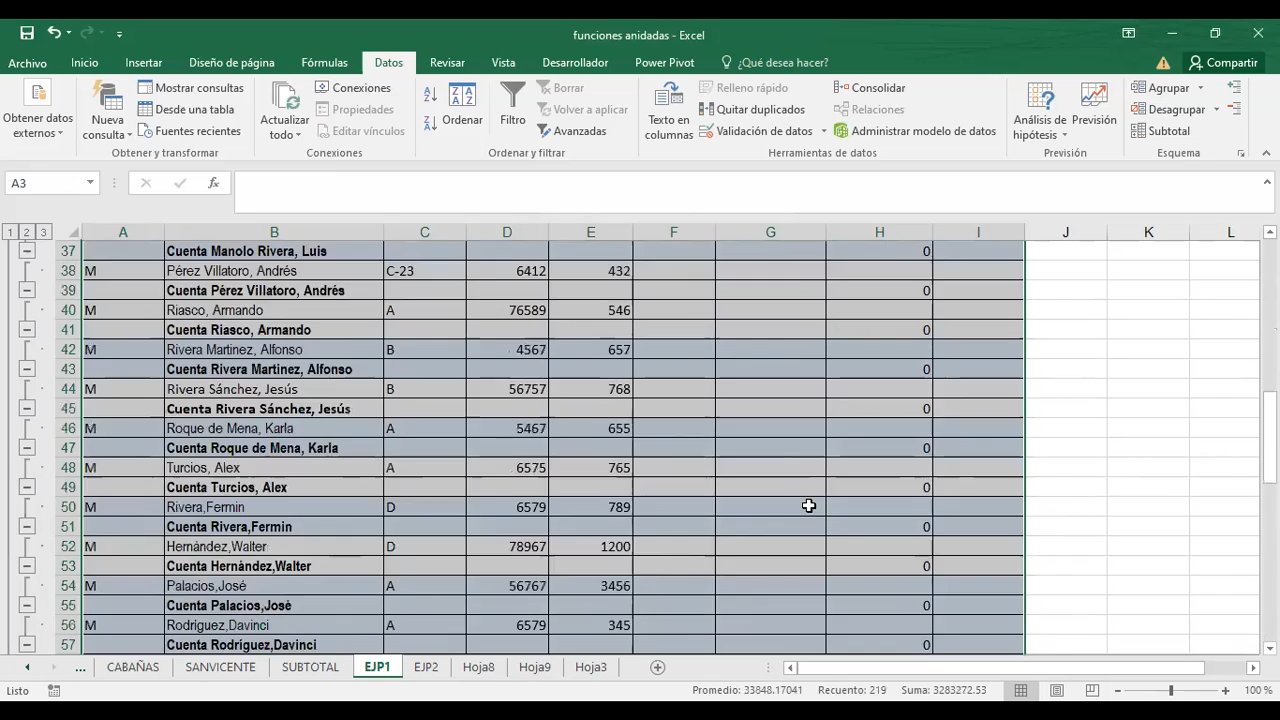 funciones anidadas - Excel
Archivo Inicio Insertar Diseño de página Fórmulas Datos Vista Revisar Desarrollador Power Pivot ¿Qué desea hacer? Compartir
Obtener datos externos
Nueva consulta
Mostrar consultas
Desde una tabla
Fuentes recientes
Obtener y transformar
Actualizar todo
Conexiones
Propiedades
Editar vínculos
Conexiones
Ordenar
Filtro
Borrar
Volver a aplicar
Avanzadas
Ordenar y filtrar
Texto en columnas
Relleno rápido
Quitar duplicados
Validación de datos
Consolidar
Relaciones
Administrar modelo de datos
Herramientas de datos
Análisis de hipótesis
Previsión
Previsión
Agrupar
Desagrupar
Subtotal
Esquema
A3 fx
1 2 3 A B C D E F G H I J K L
37 Cuenta Manolo Rivera, Luis 0
38 M Pérez Villatoro, Andrés C-23 6412 432
39 Cuenta Pérez Villatoro, Andrés 0
40 M Riasco, Armando A 76589 546
41 Cuenta Riasco, Armando 0
42 M Rivera Martinez, Alfonso B 4567 657
43 Cuenta Rivera Martinez, Alfonso 0
44 M Rivera Sánchez, Jesús B 56757 768
45 Cuenta Rivera Sánchez, Jesús 0
46 M Roque de Mena, Karla A 5467 655
47 Cuenta Roque de Mena, Karla 0
48 M Turcios, Alex A 6575 765
49 Cuenta Turcios, Alex 0
50 M Rivera,Fermin D 6579 789
51 Cuenta Rivera,Fermin 0
52 M Hernández,Walter D 78967 1200
53 Cuenta Hernández,Walter 0
54 M Palacios,José A 56767 3456
55 Cuenta Palacios,José 0
56 M Rodríguez,Davinci A 6579 345
57 Cuenta Rodríguez,Davinci 0
... CABAÑAS SANVICENTE SUBTOTAL EJP1 EJP2 Hoja8 Hoja9 Hoja3
Listo Promedio: 33848.17041 Recuento: 219 Suma: 3283272.53 100 %